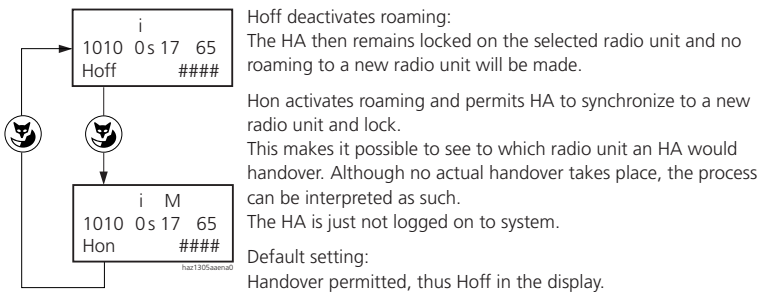 i
1010 0s 17 65
Hoff ####
i M
1010 0s 17 65
Hon ####
haz1305aaena0
Hoff deactivates roaming:
The HA then remains locked on the selected radio unit and no
roaming to a new radio unit will be made.
Hon activates roaming and permits HA to synchronize to a new
radio unit and lock.
This makes it possible to see to which radio unit an HA would
handover. Although no actual handover takes place, the process
can be interpreted as such.
The HA is just not logged on to system.
Default setting:
Handover permitted, thus Hoff in the display.